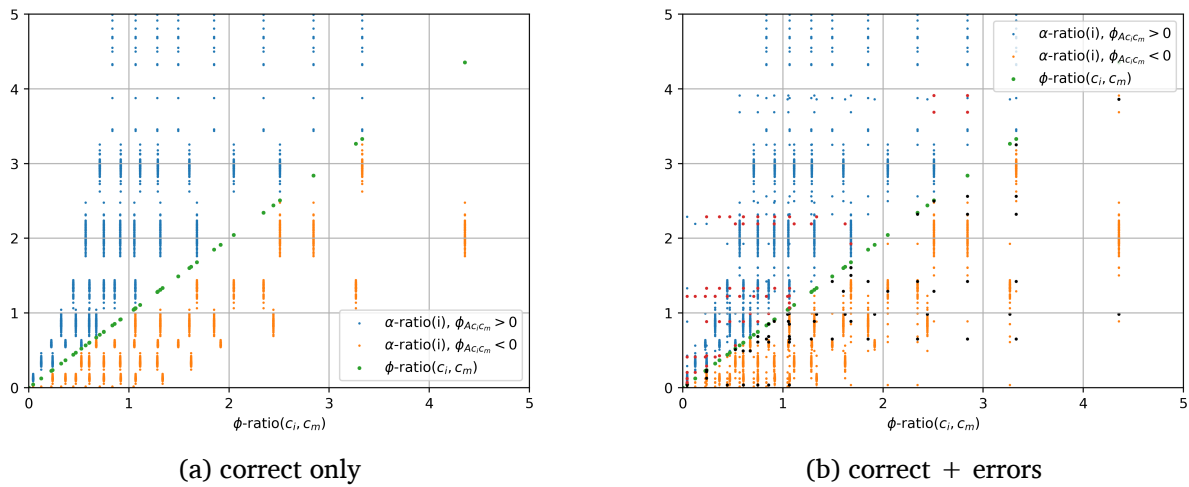 5
4
3
2
1
0
0 1 2 3 4 5
α-ratio(i), ϕ_{Ac_ic_m} > 0
α-ratio(i), ϕ_{Ac_ic_m} < 0
ϕ-ratio(c_i, c_m)
ϕ-ratio(c_i, c_m)
(a) correct only
5
4
3
2
1
0
0 1 2 3 4 5
α-ratio(i), ϕ_{Ac_ic_m} > 0
α-ratio(i), ϕ_{Ac_ic_m} < 0
ϕ-ratio(c_i, c_m)
ϕ-ratio(c_i, c_m)
(b) correct + errors